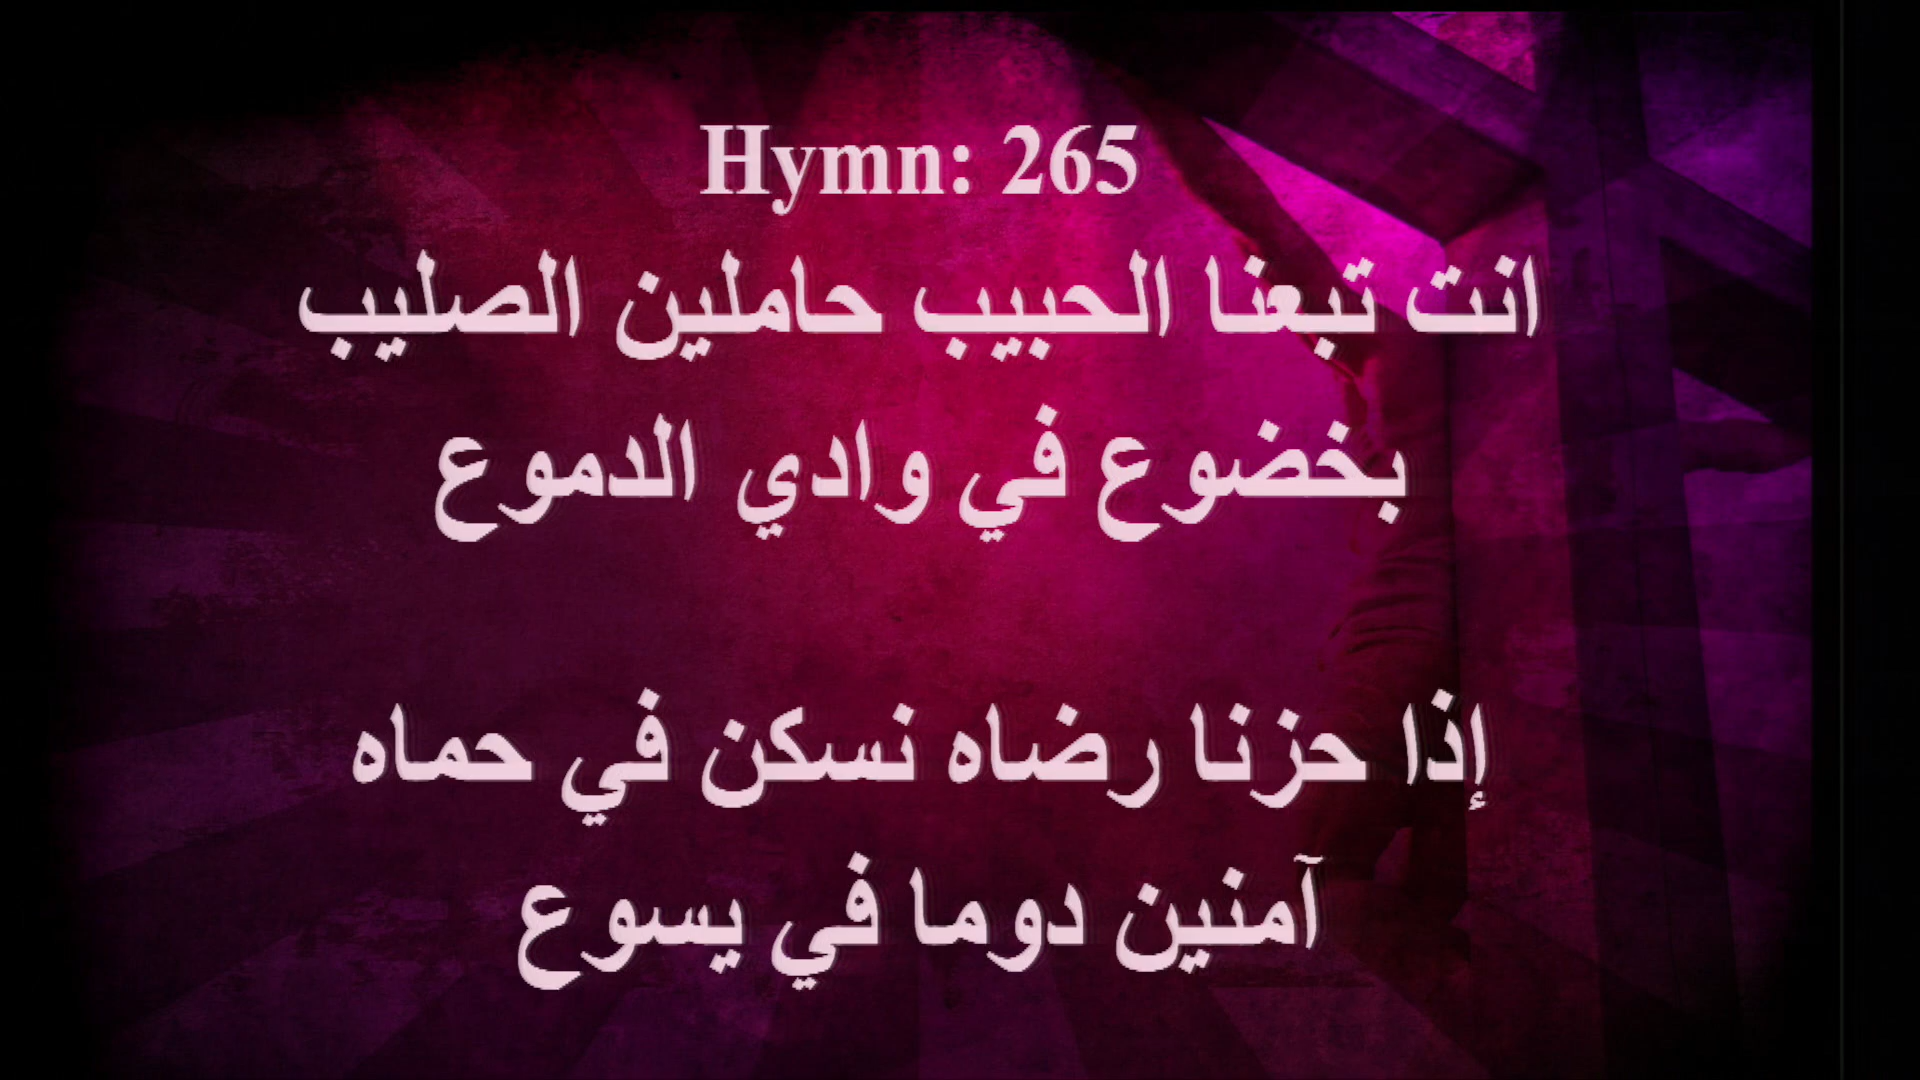 Hymn: 265
انت تبعنا الحبيب حاملين الصليب
بخضوع في وادي الدموع
إذا حزنا رضاه نسكن في حماه
آمنين دوما في يسوع